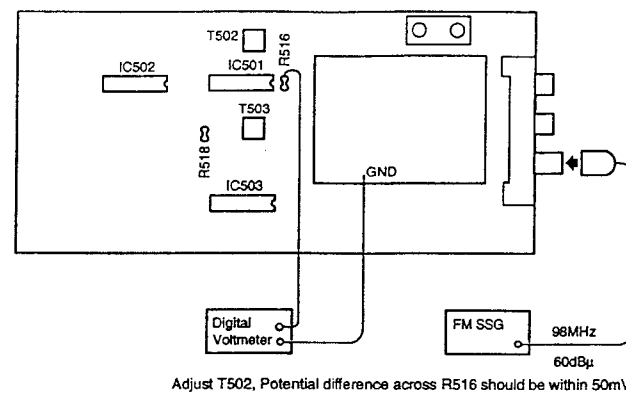 T502
R516
IC502
IC501
T503
R518
GND
IC503
Digital
Voltmeter
FM SSG
98MHz
60dBµ
Adjust T502, Potential difference across R516 should be within 50mV